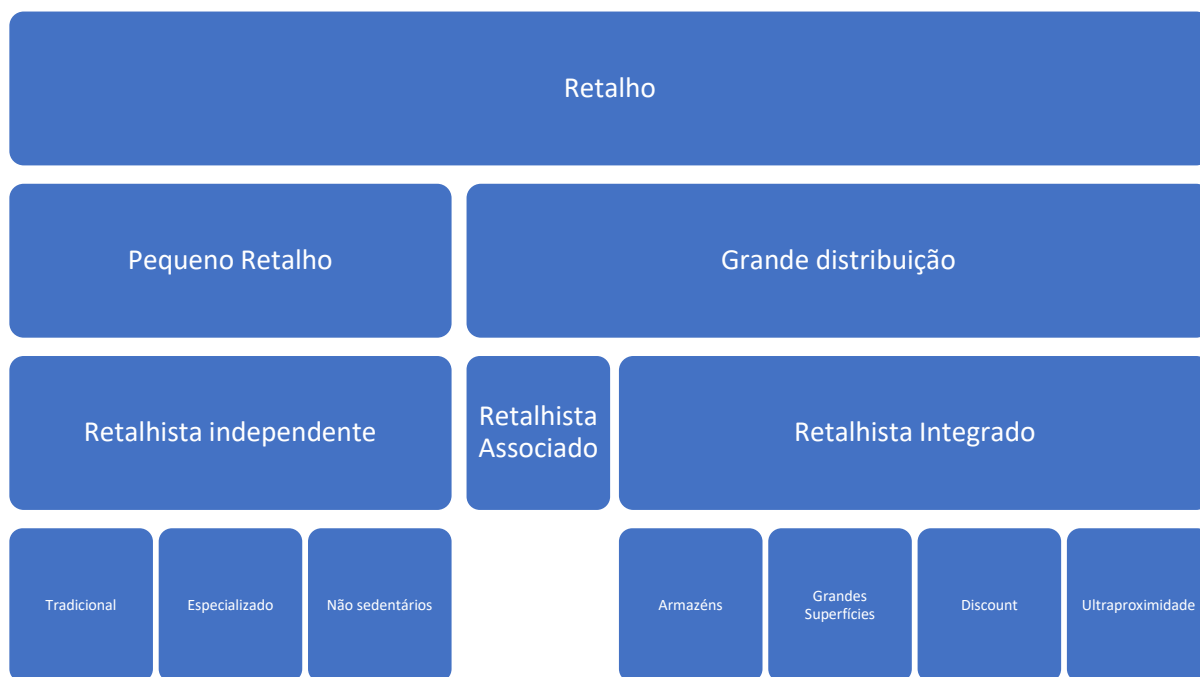 Retalho
Pequeno Retalho
Grande distribuição
Retalhista independente
Retalhista
Associado
Retalhista Integrado
Tradicional
Especializado
Não sedentários
Armazéns
Grandes
Superfícies
Discount
Ultraproximidade